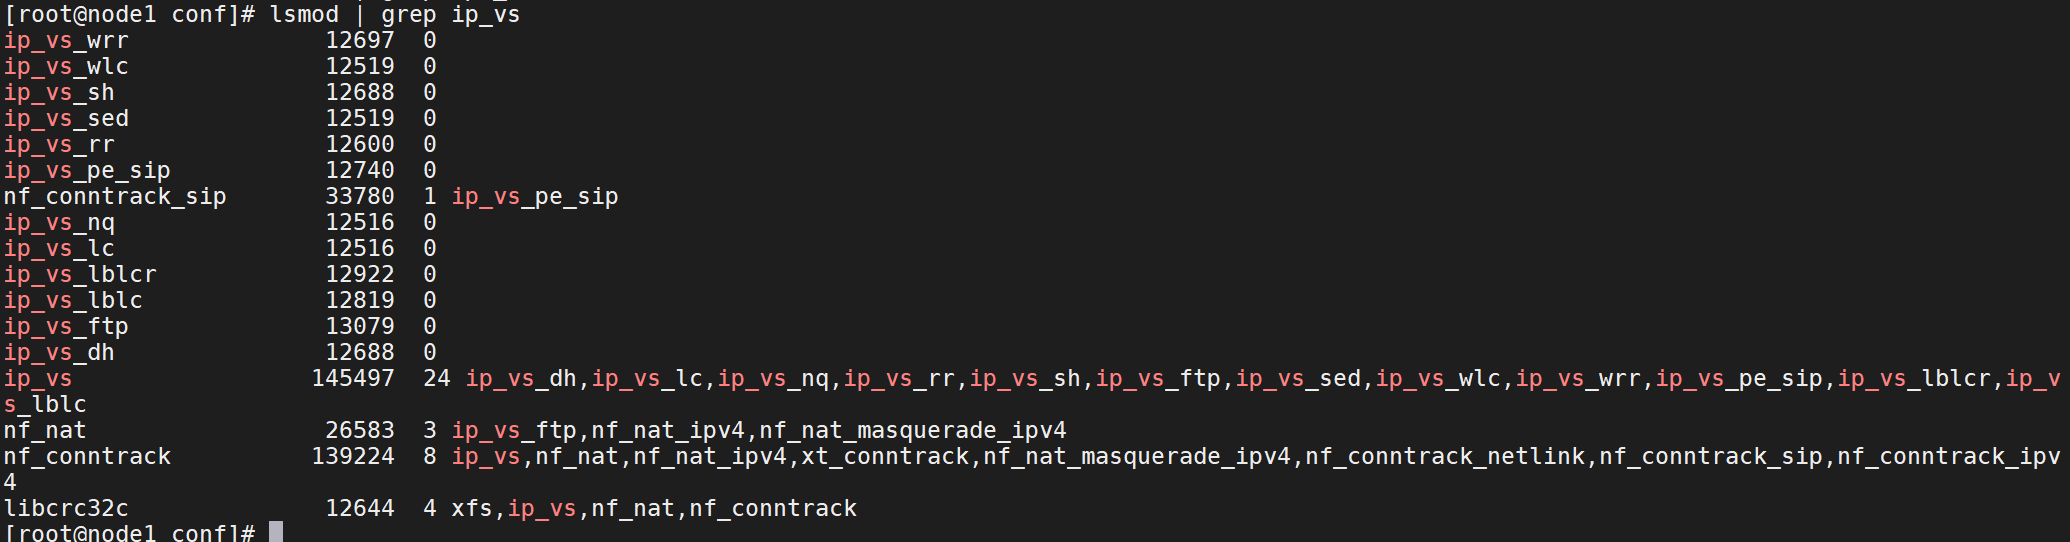 [root@node1 conf]# lsmod | grep ip_vs
ip_vs_wrr              12697  0
ip_vs_wlc              12519  0
ip_vs_sh               12688  0
ip_vs_sed              12519  0
ip_vs_rr               12600  0
ip_vs_pe_sip           12740  0
nf_conntrack_sip       33780  1 ip_vs_pe_sip
ip_vs_nq               12516  0
ip_vs_lc               12516  0
ip_vs_lblcr            12922  0
ip_vs_lblc             12819  0
ip_vs_ftp              13079  0
ip_vs_dh               12688  0
ip_vs                 145497  24 ip_vs_dh,ip_vs_lc,ip_vs_nq,ip_vs_rr,ip_vs_sh,ip_vs_ftp,ip_vs_sed,ip_vs_wlc,ip_vs_wrr,ip_vs_pe_sip,ip_vs_lblcr,ip_v
s_lblc
nf_nat                 26583  3 ip_vs_ftp,nf_nat_ipv4,nf_nat_masquerade_ipv4
nf_conntrack          139224  8 ip_vs,nf_nat,nf_nat_ipv4,xt_conntrack,nf_nat_masquerade_ipv4,nf_conntrack_netlink,nf_conntrack_sip,nf_conntrack_ipv
4
libcrc32c              12644  4 xfs,ip_vs,nf_nat,nf_conntrack
[root@node1 conf]#